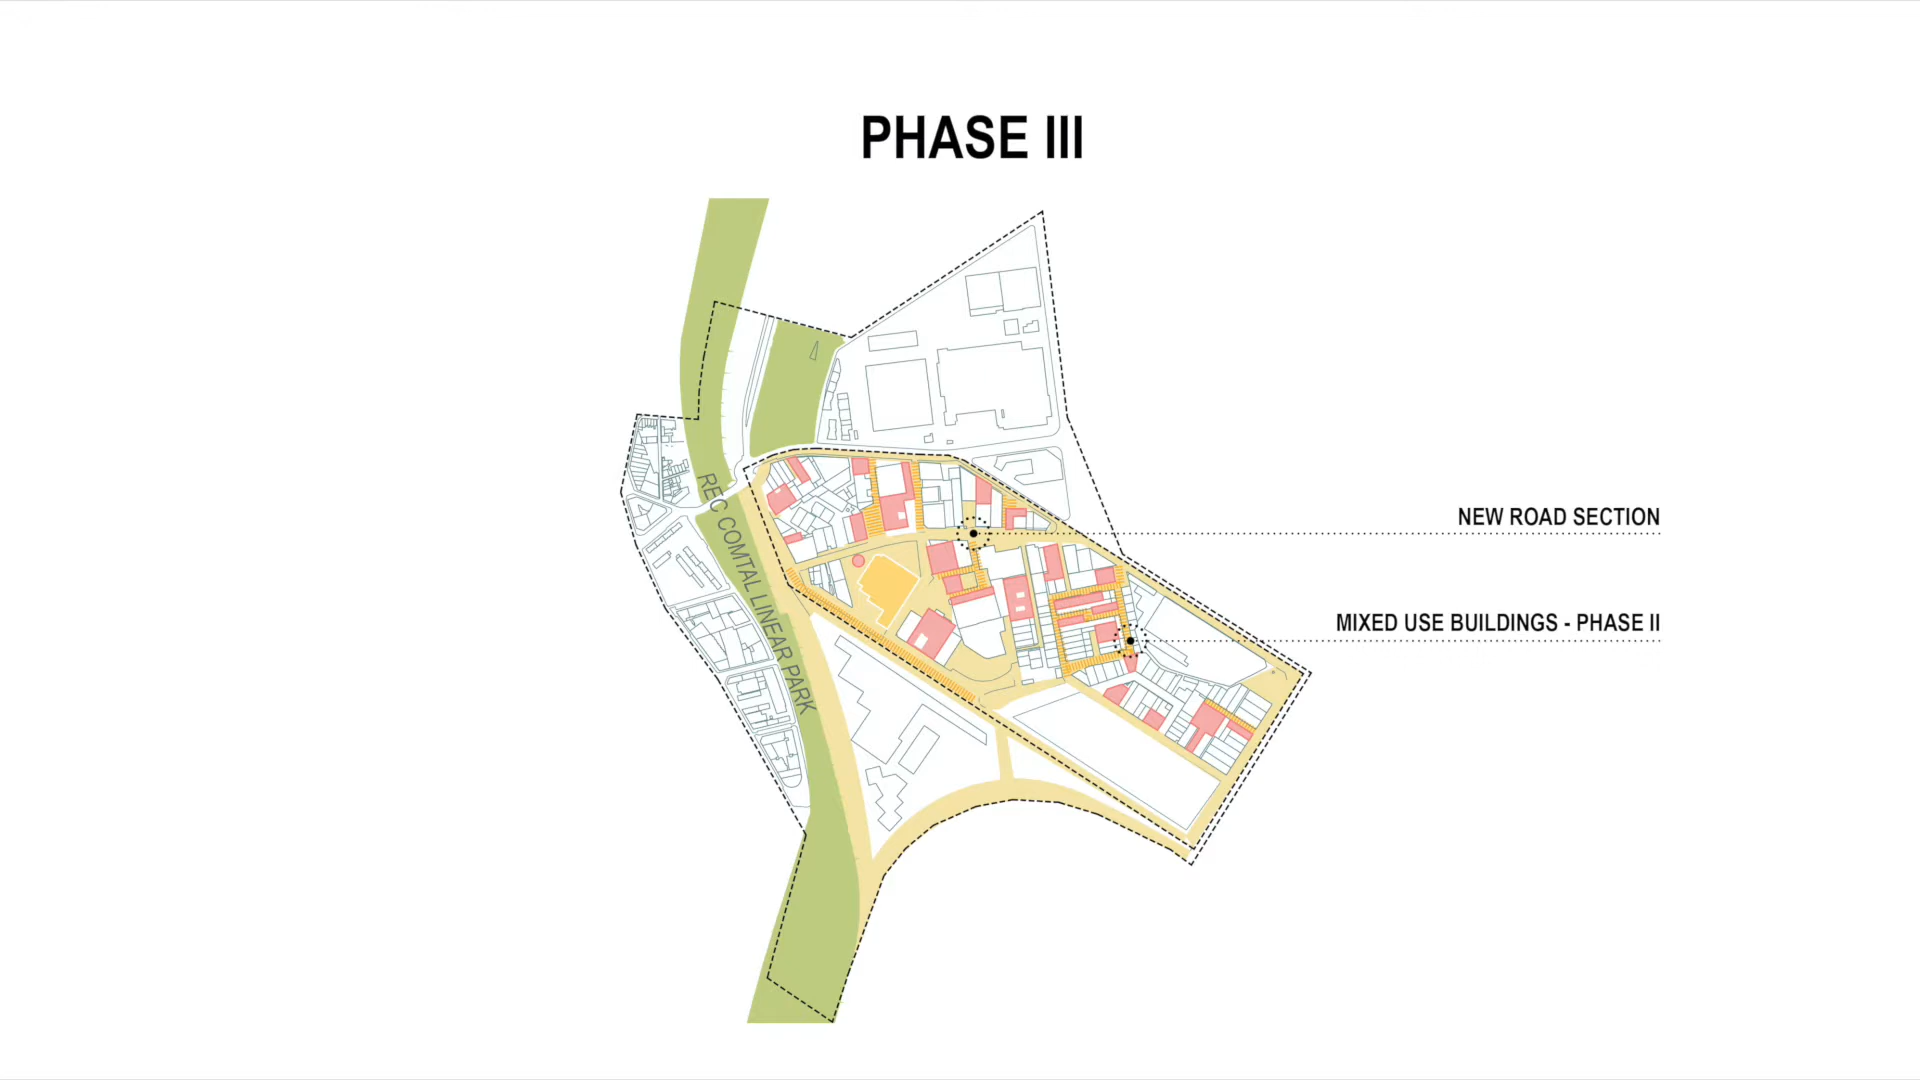 PHASE III
NEW ROAD SECTION
MIXED USE BUILDINGS - PHASE II
REC COMTAL LINEAR PARK